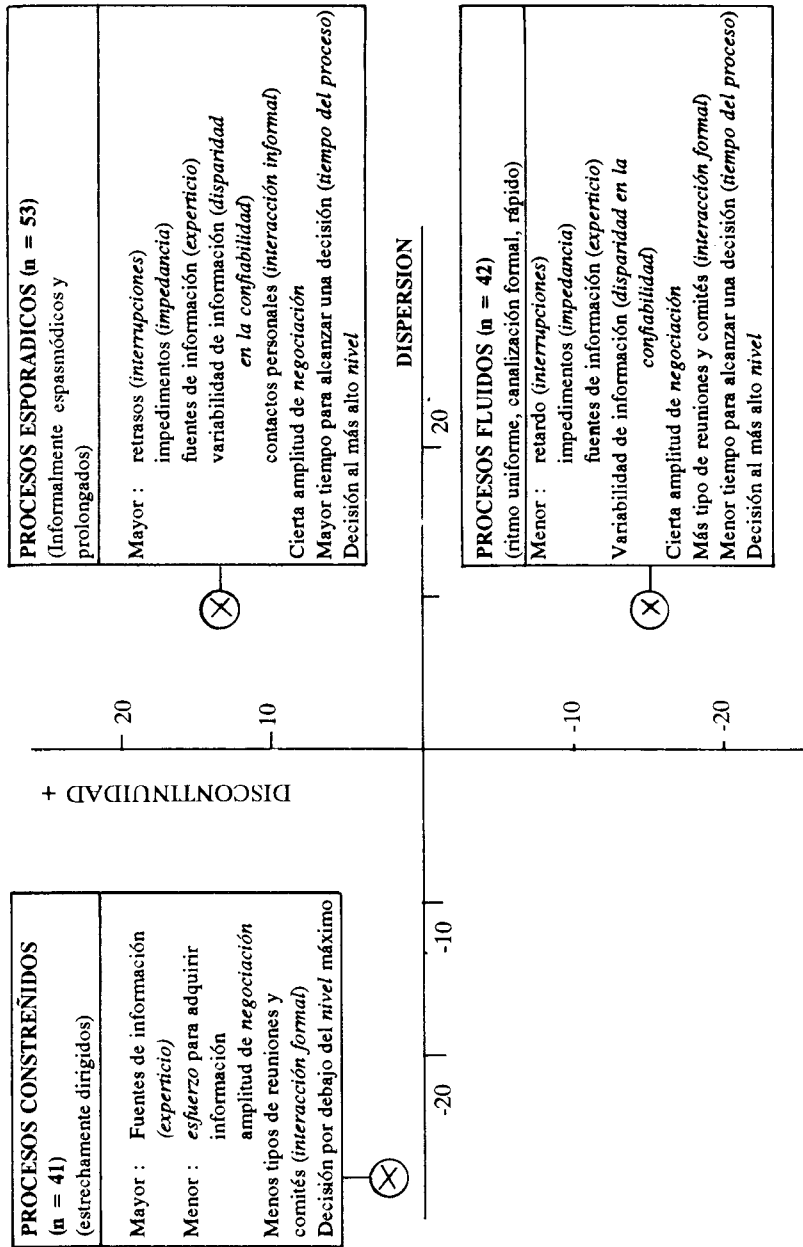 PROCESOS CONSTREÑIDOS
(n = 41)
(estrechamente dirigidos)
Mayor : Fuentes de información
(experticio)
Menor : esfuerzo para adquirir
información
amplitud de negociación
Menos tipos de reuniones y
comités (interacción formal)
Decisión por debajo del nivel máximo
PROCESOS ESPORADICOS (n = 53)
(Informalmente espasmódicos y
prolongados)
Mayor : retrasos (interrupciones)
impedimentos (impedancia)
fuentes de información (experticio)
variabilidad de información (disparidad
en la confiabilidad)
contactos personales (interacción informal)
Cierta amplitud de negociación
Mayor tiempo para alcanzar una decisión (tiempo del proceso)
Decisión al más alto nivel
DISCONTINUIDAD +
20
10
-10
-20
-20
-10
20
DISPERSION
PROCESOS FLUIDOS (n = 42)
(ritmo uniforme, canalización formal, rápido)
Menor : retardo (interrupciones)
impedimentos (impedancia)
fuentes de información (experticio)
Variabilidad de información (disparidad en la
confiabilidad)
Cierta amplitud de negociación
Más tipo de reuniones y comités (interacción formal)
Menor tiempo para alcanzar una decisión (tiempo del proceso)
Decisión al más alto nivel